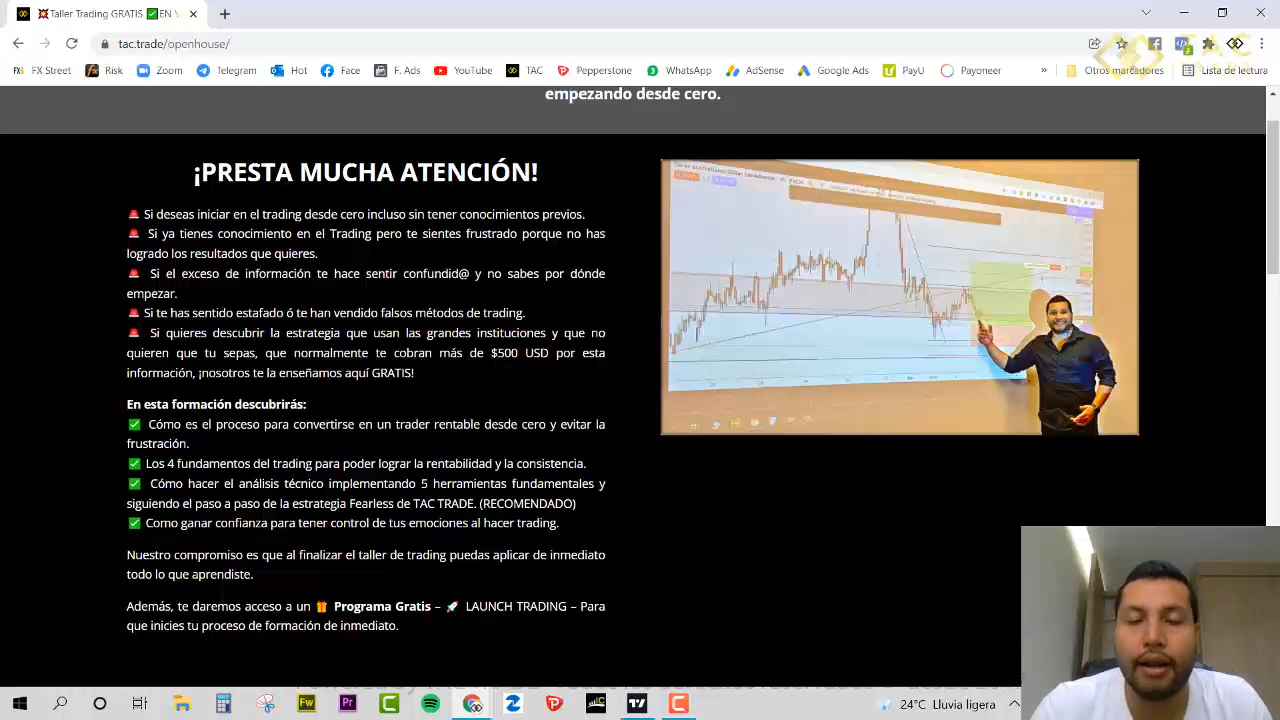 💥Taller Trading GRATIS ✅EN V
tac.trade/openhouse/
FX Street Risk Zoom Telegram Hot Face F. Ads YouTube TAC Pepperstone WhatsApp AdSense Google Ads PayU Payoneer » Otros marcadores Lista de lectura
TAC
empezando desde cero.
¡PRESTA MUCHA ATENCIÓN!
🚨 Si deseas iniciar en el trading desde cero incluso sin tener conocimientos previos.
🚨 Si ya tienes conocimiento en el Trading pero te sientes frustrado porque no has
logrado los resultados que quieres.
🚨 Si el exceso de información te hace sentir confundid@ y no sabes por dónde
empezar.
🚨 Si te has sentido estafado ó te han vendido falsos métodos de trading.
🚨 Si quieres descubrir la estrategia que usan las grandes instituciones y que no
quieren que tu sepas, que normalmente te cobran más de $500 USD por esta
información, ¡nosotros te la enseñamos aquí GRATIS!
En esta formación descubrirás:
✅ Cómo es el proceso para convertirse en un trader rentable desde cero y evitar la
frustración.
✅ Los 4 fundamentos del trading para poder lograr la rentabilidad y la consistencia.
✅ Cómo hacer el análisis técnico implementando 5 herramientas fundamentales y
siguiendo el paso a paso de la estrategia Fearless de TAC TRADE. (RECOMENDADO)
✅ Como ganar confianza para tener control de tus emociones al hacer trading.
Nuestro compromiso es que al finalizar el taller de trading puedas aplicar de inmediato
todo lo que aprendiste.
Además, te daremos acceso a un 🎁 Programa Gratis – 🚀 LAUNCH TRADING – Para
que inicies tu proceso de formación de inmediato.
24°C Lluvia ligera